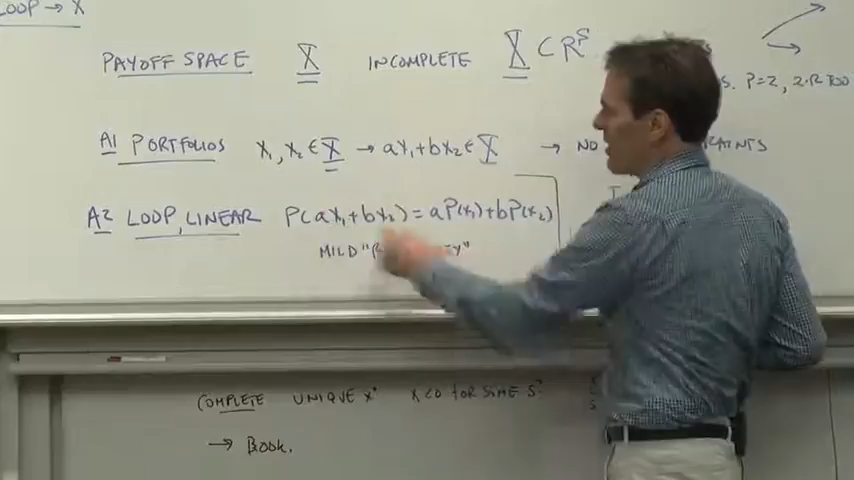 LOOP → X
PAYOFF SPACE X INCOMPLETE X ⊂ R^S
S. P=2, 2·R TOO
A1 PORTFOLIOS X₁, X₂ ∈ X → aX₁+bX₂ ∈ X → NO
A2 LOOP, LINEAR P(aX₁+bX₂) = aP(X₁)+bP(X₂)
MILD
COMPLETE UNIQUE X* X<0 FOR SOME S.
→ BOOK.